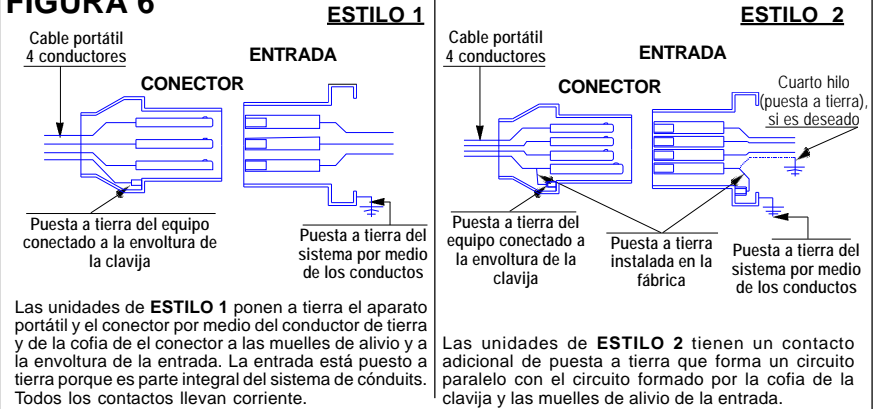 FIGURA 6
ESTILO 1
Cable portátil
4 conductores
ENTRADA
CONECTOR
Puesta a tierra del equipo
conectado a la envoltura de
la clavija
Puesta a tierra del
sistema por medio
de los conductos
Las unidades de ESTILO 1 ponen a tierra el aparato
portátil y el conector por medio del conductor de tierra
y de la cofia de el conector a las muelles de alivio y a
la envoltura de la entrada. La entrada está puesto a
tierra porque es parte integral del sistema de cónduits.
Todos los contactos llevan corriente.
ESTILO 2
Cable portátil
4 conductores
ENTRADA
CONECTOR
Cuarto hilo
(puesta a tierra),
si es deseado
Puesta a tierra del
equipo conectado a
la envoltura de la
clavija
Puesta a tierra
instalada en la
fábrica
Puesta a tierra del
sistema por medio
de los conductos
Las unidades de ESTILO 2 tienen un contacto
adicional de puesta a tierra que forma un circuito
paralelo con el circuito formado por la cofia de la
clavija y las muelles de alivio de la entrada.